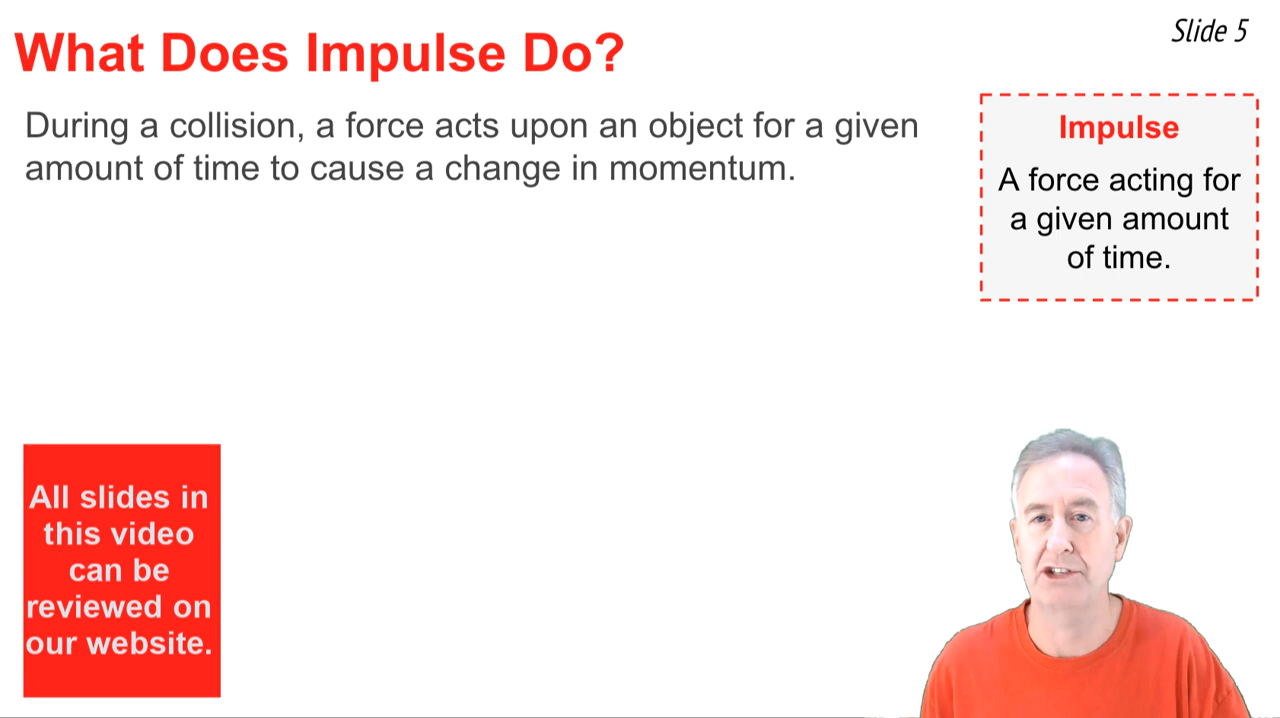 Slide 5
What Does Impulse Do?
During a collision, a force acts upon an object for a given
amount of time to cause a change in momentum.
Impulse
A force acting for
a given amount
of time.
All slides in
this video
can be
reviewed on
our website.